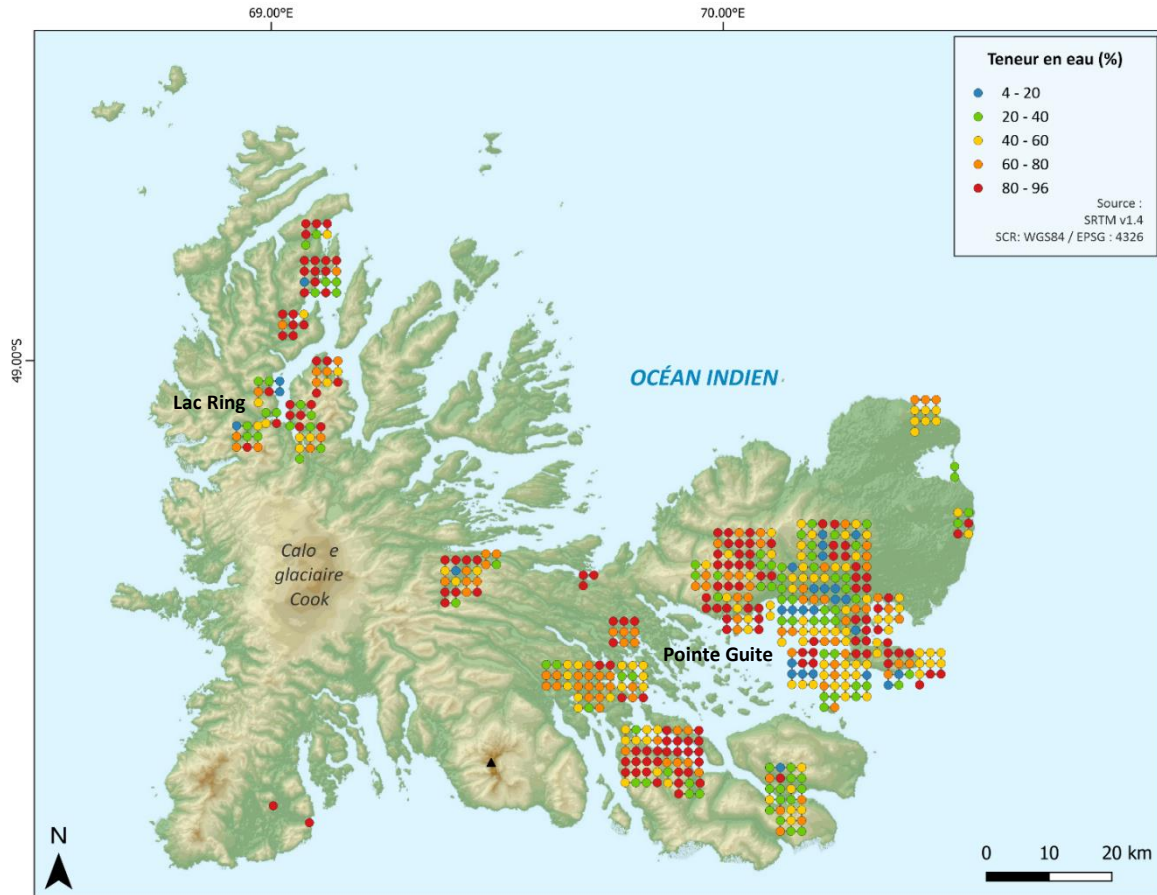 69.00°E
70.00°E
Teneur en eau (%)
4 - 20
20 - 40
40 - 60
60 - 80
80 - 96
Source :
SRTM v1.4
SCR: WGS84 / EPSG : 4326
49.00°S
OCÉAN INDIEN
Lac Ring
Calo e
glaciaire
Cook
Pointe Guite
N
0 10 20 km